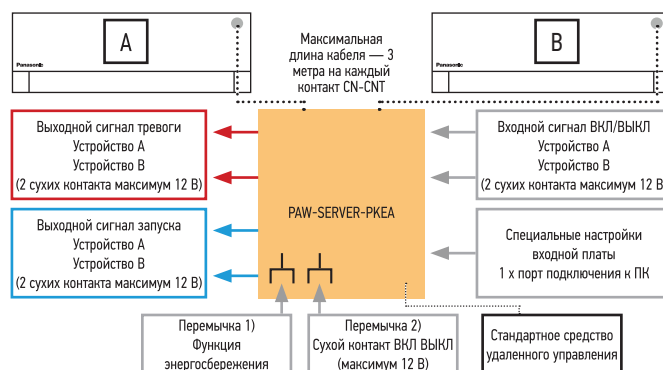 A
Panasonic
Максимальная
длина кабеля — 3
метра на каждый
контакт CN-CNT
B
Panasonic
Выходной сигнал тревоги
Устройство А
Устройство В
(2 сухих контакта максимум 12 В)
Входной сигнал ВКЛ/ВЫКЛ
Устройство А
Устройство В
(2 сухих контакта максимум 12 В)
PAW-SERVER-PKEA
Выходной сигнал запуска
Устройство А
Устройство В
(2 сухих контакта максимум 12 В)
Специальные настройки
входной платы
1 x порт подключения к ПК
Перемычка 1)
Функция
энергосбережения
Перемычка 2)
Сухой контакт ВКЛ ВЫКЛ
(максимум 12 В)
Стандартное средство
удаленного управления